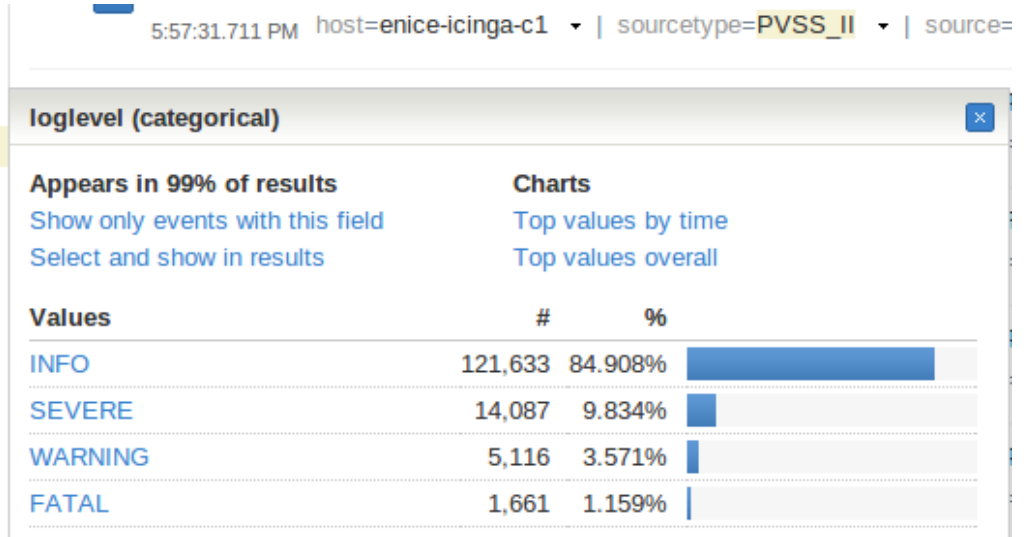 5:57:31.711 PM host=enice-icinga-c1 | sourcetype=PVSS_II | source=
loglevel (categorical)
Appears in 99% of results Charts
Show only events with this field Top values by time
Select and show in results Top values overall
Values # %
INFO 121,633 84.908%
SEVERE 14,087 9.834%
WARNING 5,116 3.571%
FATAL 1,661 1.159%